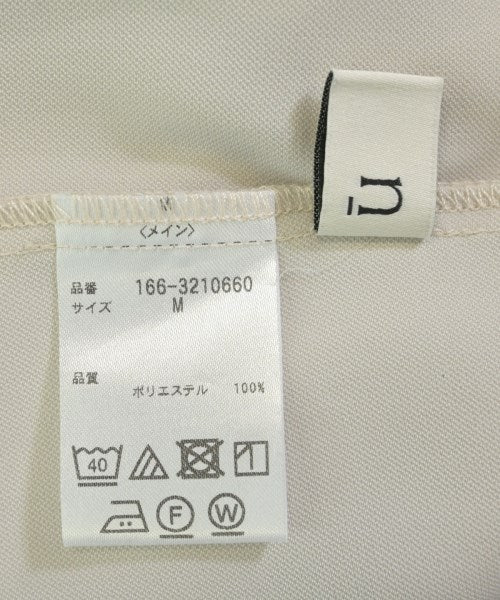 ū
M
〈メイン〉
品番 166-3210660
サイズ M
品質 ポリエステル 100%
40
F W